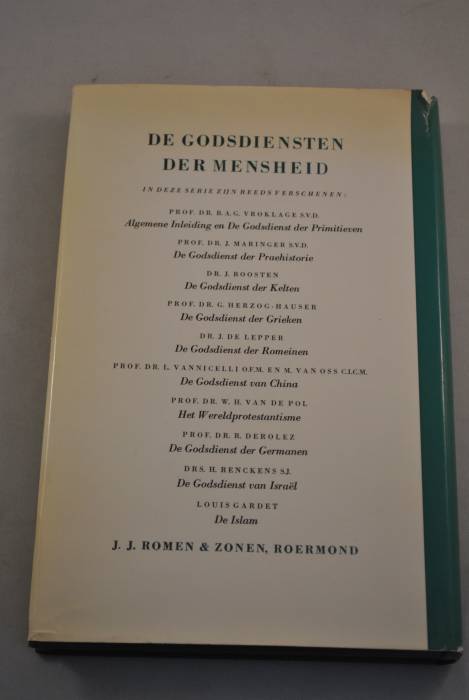 DE GODSDIENSTEN
DER MENSHEID
IN DEZE SERIE ZIJN REEDS VERSCHENEN:
PROF. DR. B.A.G. VROKLAGE S.V.D.
Algemene Inleiding en De Godsdienst der Primitieven
PROF. DR. J. MARINGER S.V.D.
De Godsdienst der Praehistorie
DR. J. ROOSTEN
De Godsdienst der Kelten
PROF. DR. G. HERZOG-HAUSER
De Godsdienst der Grieken
DR. J. DE LEPPER
De Godsdienst der Romeinen
PROF. DR. L. VANNICELLI O.F.M. EN M. VAN OSS C.I.C.M.
De Godsdienst van China
PROF. DR. W. H. VAN DE POL
Het Wereldprotestantisme
PROF. DR. R. DEROLEZ
De Godsdienst der Germanen
DRS. H. RENCKENS S.J.
De Godsdienst van Israël
LOUIS GARDET
De Islam
J. J. ROMEN & ZONEN, ROERMOND